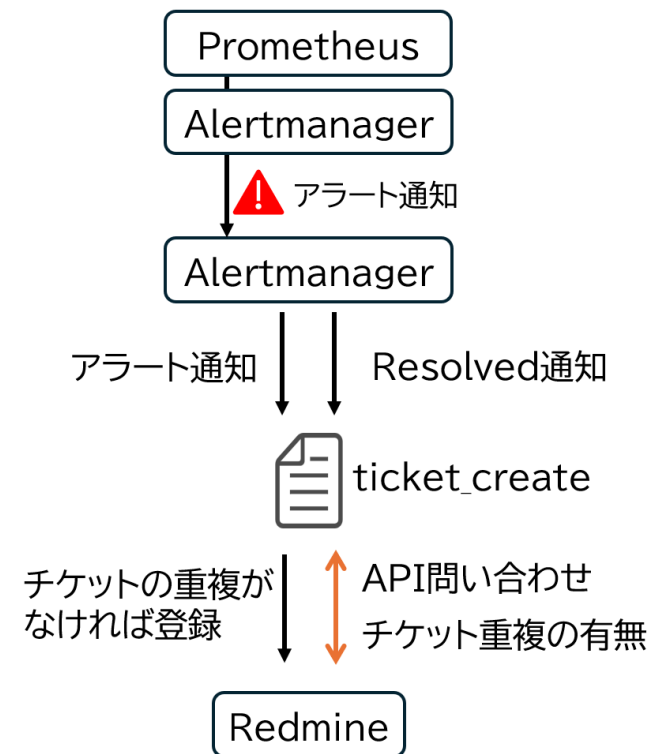 Prometheus
Alertmanager
アラート通知
Alertmanager
アラート通知
Resolved通知
ticket_create
チケットの重複が
なければ登録
API問い合わせ
チケット重複の有無
Redmine